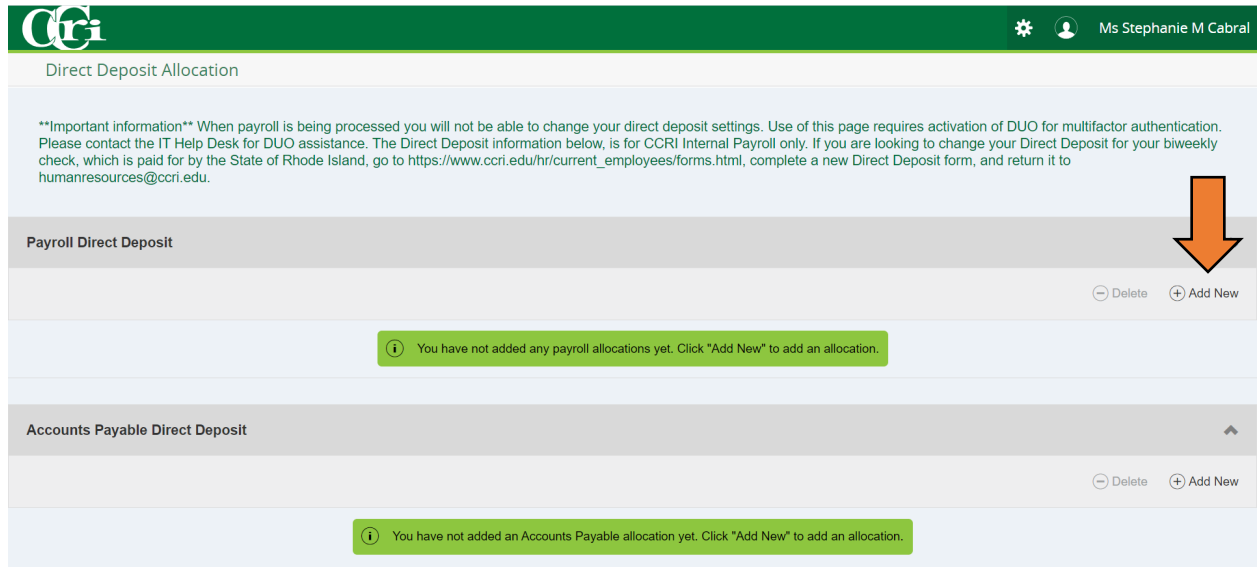 CCri
Ms Stephanie M Cabral
Direct Deposit Allocation
**Important information** When payroll is being processed you will not be able to change your direct deposit settings. Use of this page requires activation of DUO for multifactor authentication.
Please contact the IT Help Desk for DUO assistance. The Direct Deposit information below, is for CCRI Internal Payroll only. If you are looking to change your Direct Deposit for your biweekly
check, which is paid for by the State of Rhode Island, go to https://www.ccri.edu/hr/current_employees/forms.html, complete a new Direct Deposit form, and return it to
humanresources@ccri.edu.
Payroll Direct Deposit
Delete Add New
You have not added any payroll allocations yet. Click "Add New" to add an allocation.
Accounts Payable Direct Deposit
Delete Add New
You have not added an Accounts Payable allocation yet. Click "Add New" to add an allocation.